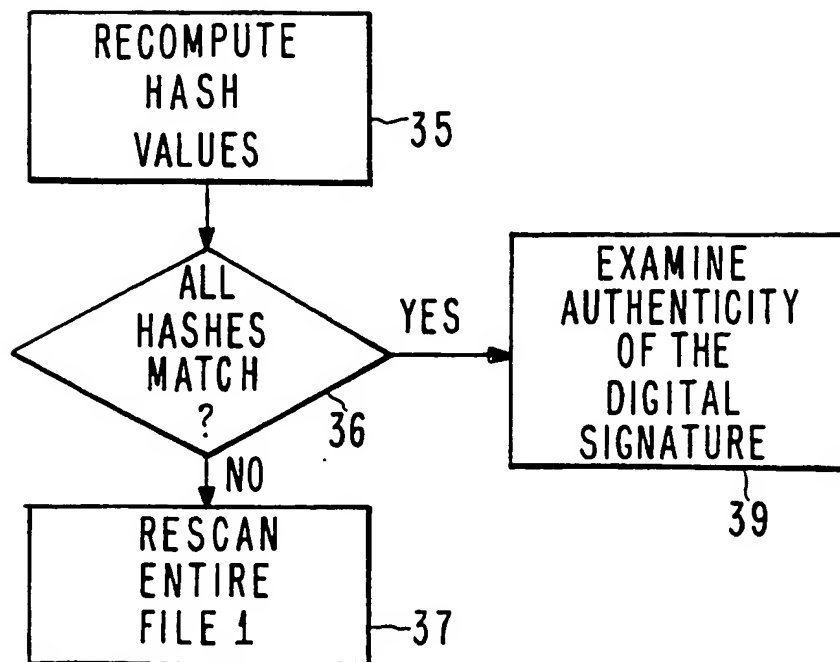 RECOMPUTE
HASH
VALUES
35
ALL
HASHES
MATCH
?
36
YES
EXAMINE
AUTHENTICITY
OF THE
DIGITAL
SIGNATURE
39
NO
RESCAN
ENTIRE
FILE 1
37